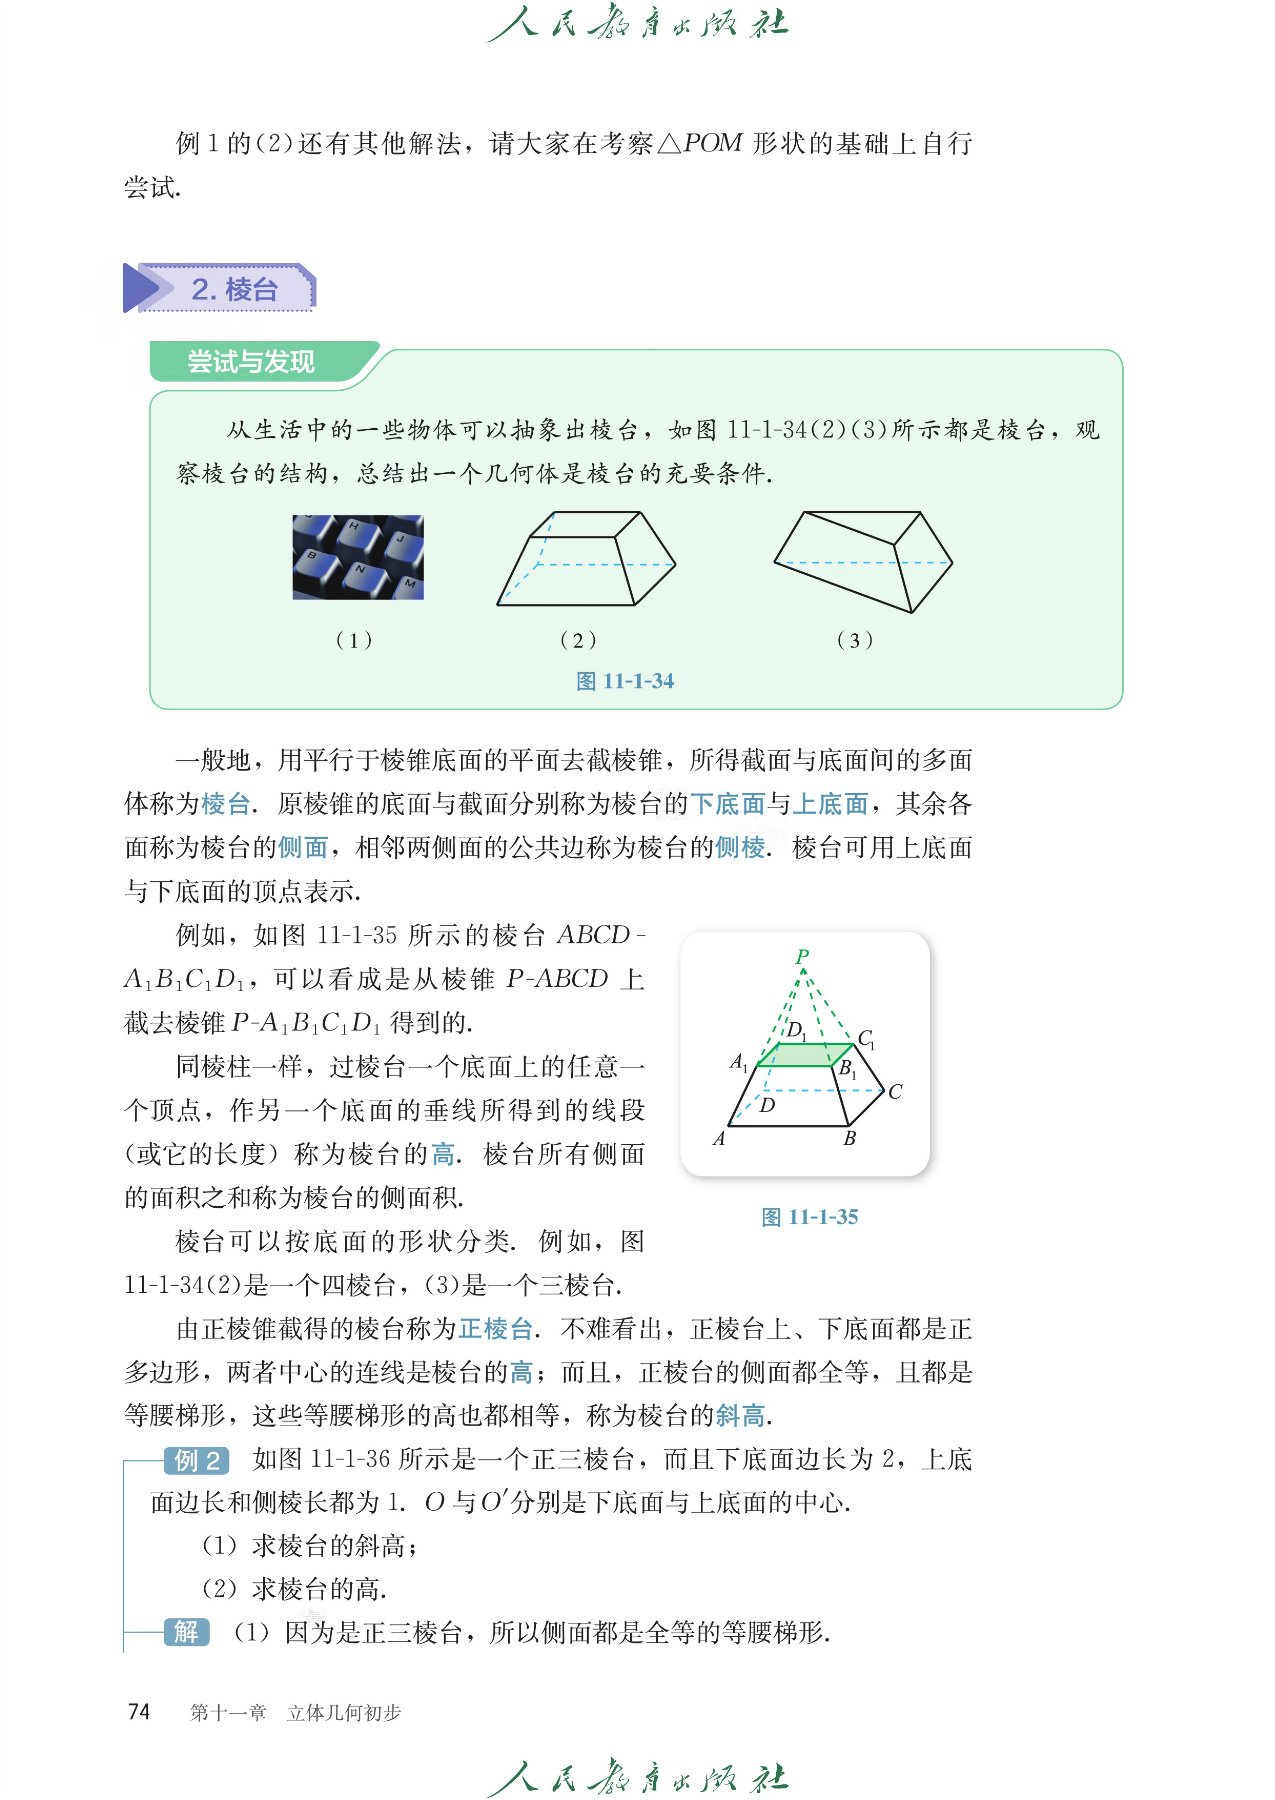 人民教育出版社
例1的(2)还有其他解法，请大家在考察△POM 形状的基础上自行
尝试.
2. 棱台
尝试与发现
从生活中的一些物体可以抽象出棱台，如图 11-1-34(2)(3)所示都是棱台，观
察棱台的结构，总结出一个几何体是棱台的充要条件.
H
J
B
N
M
（1）
（2）
（3）
图 11-1-34
一般地，用平行于棱锥底面的平面去截棱锥，所得截面与底面间的多面
体称为棱台. 原棱锥的底面与截面分别称为棱台的下底面与上底面，其余各
面称为棱台的侧面，相邻两侧面的公共边称为棱台的侧棱. 棱台可用上底面
与下底面的顶点表示.
例如，如图 11-1-35 所示的棱台 ABCD-
A₁B₁C₁D₁，可以看成是从棱锥 P-ABCD 上
截去棱锥 P-A₁B₁C₁D₁ 得到的.
同棱柱一样，过棱台一个底面上的任意一
个顶点，作另一个底面的垂线所得到的线段
（或它的长度）称为棱台的高. 棱台所有侧面
的面积之和称为棱台的侧面积.
棱台可以按底面的形状分类. 例如，图
11-1-34(2)是一个四棱台，(3)是一个三棱台.
P
D₁
C₁
A₁
B₁
D
C
A
B
图 11-1-35
由正棱锥截得的棱台称为正棱台. 不难看出，正棱台上、下底面都是正
多边形，两者中心的连线是棱台的高；而且，正棱台的侧面都全等，且都是
等腰梯形，这些等腰梯形的高也都相等，称为棱台的斜高.
例 2 如图 11-1-36 所示是一个正三棱台，而且下底面边长为 2，上底
面边长和侧棱长都为 1. O 与O′分别是下底面与上底面的中心.
（1）求棱台的斜高；
（2）求棱台的高.
解 （1）因为是正三棱台，所以侧面都是全等的等腰梯形.
74 第十一章 立体几何初步
人民教育出版社